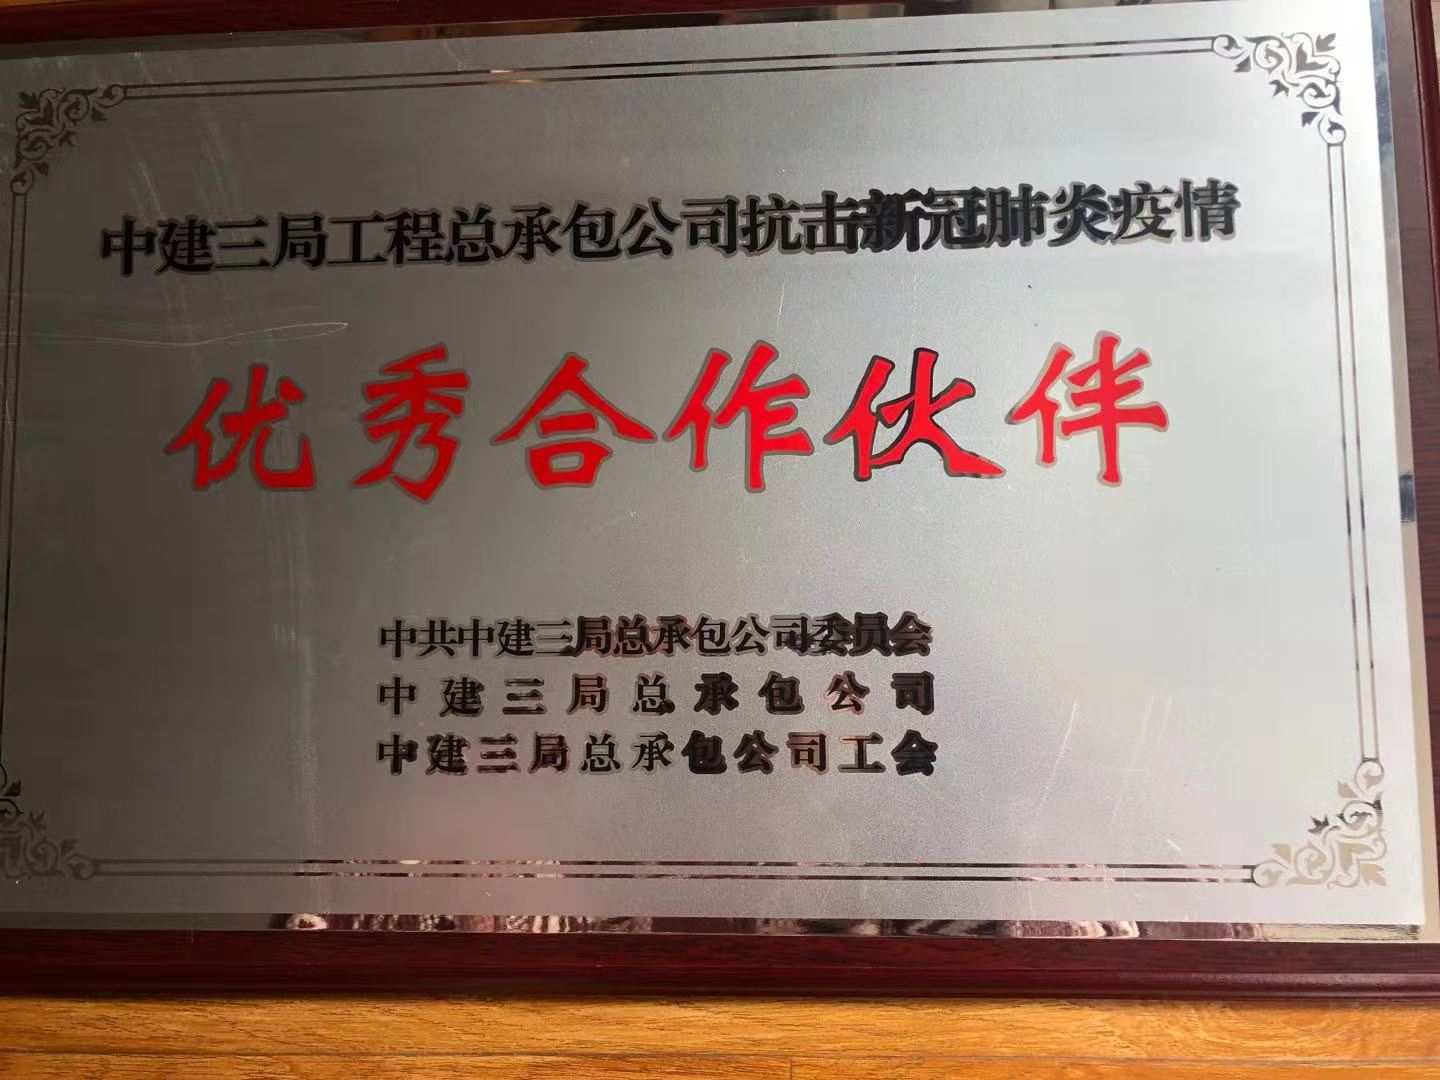 中建三局工程总承包公司抗击新冠肺炎疫情
优秀合作伙伴
中共中建三局总承包公司委员会
中建三局总承包公司
中建三局总承包公司工会